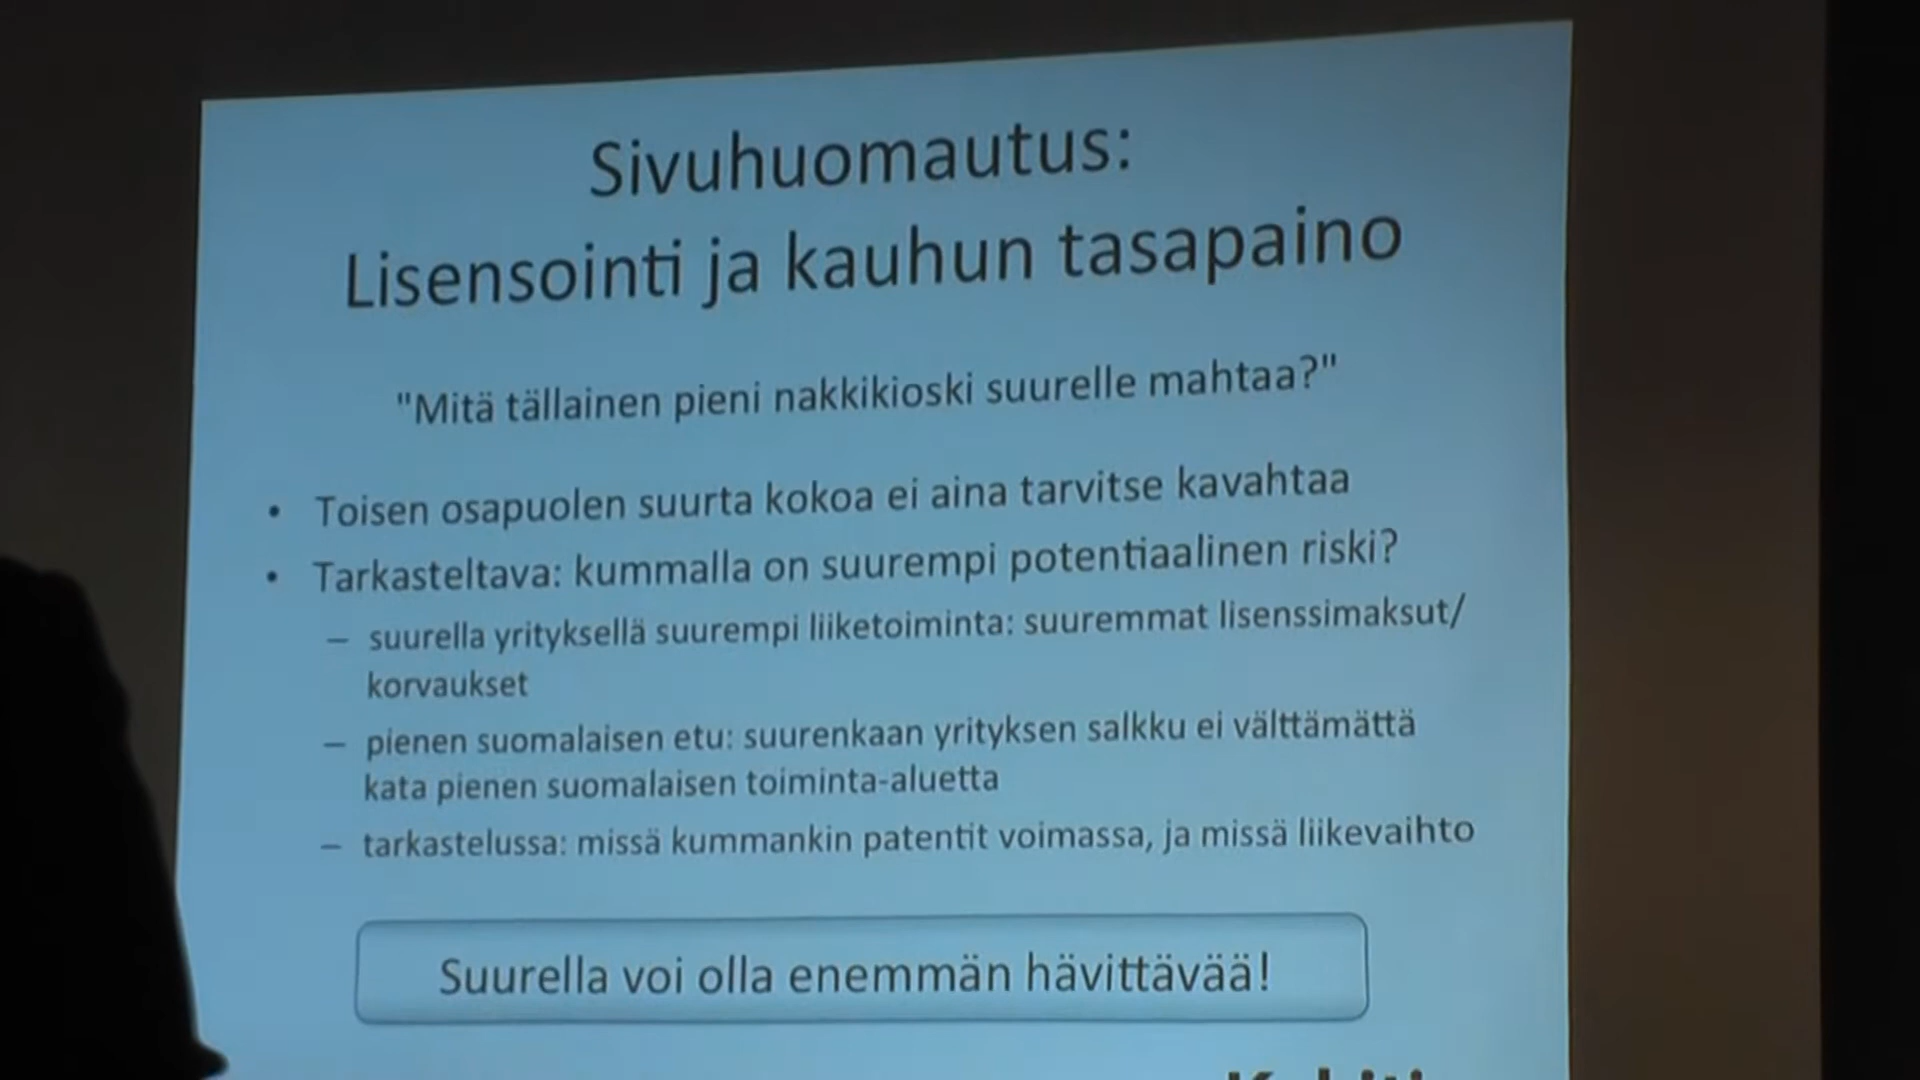 Sivuhuomautus:
Lisensointi ja kauhun tasapaino
"Mitä tällainen pieni nakkikioski suurelle mahtaa?"
• Toisen osapuolen suurta kokoa ei aina tarvitse kavahtaa
• Tarkasteltava: kummalla on suurempi potentiaalinen riski?
– suurella yrityksellä suurempi liiketoiminta: suuremmat lisenssimaksut/
korvaukset
– pienen suomalaisen etu: suurenkaan yrityksen salkku ei välttämättä
kata pienen suomalaisen toiminta-aluetta
– tarkastelussa: missä kummankin patentit voimassa, ja missä liikevaihto
Suurella voi olla enemmän hävittävää!